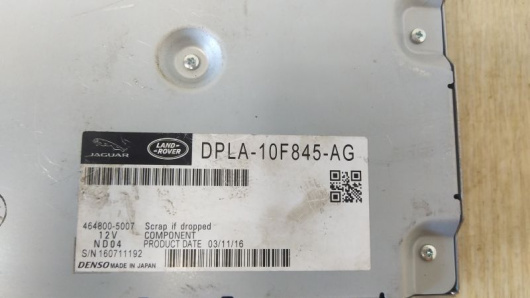 JAGUAR
LAND-
-ROVER
DPLA-10F845-AG
464800-5007 Scrap if dropped
12V COMPONENT
ND04 PRODUCT DATE 03/11/16
S/N 160711192
DENSO MADE IN JAPAN